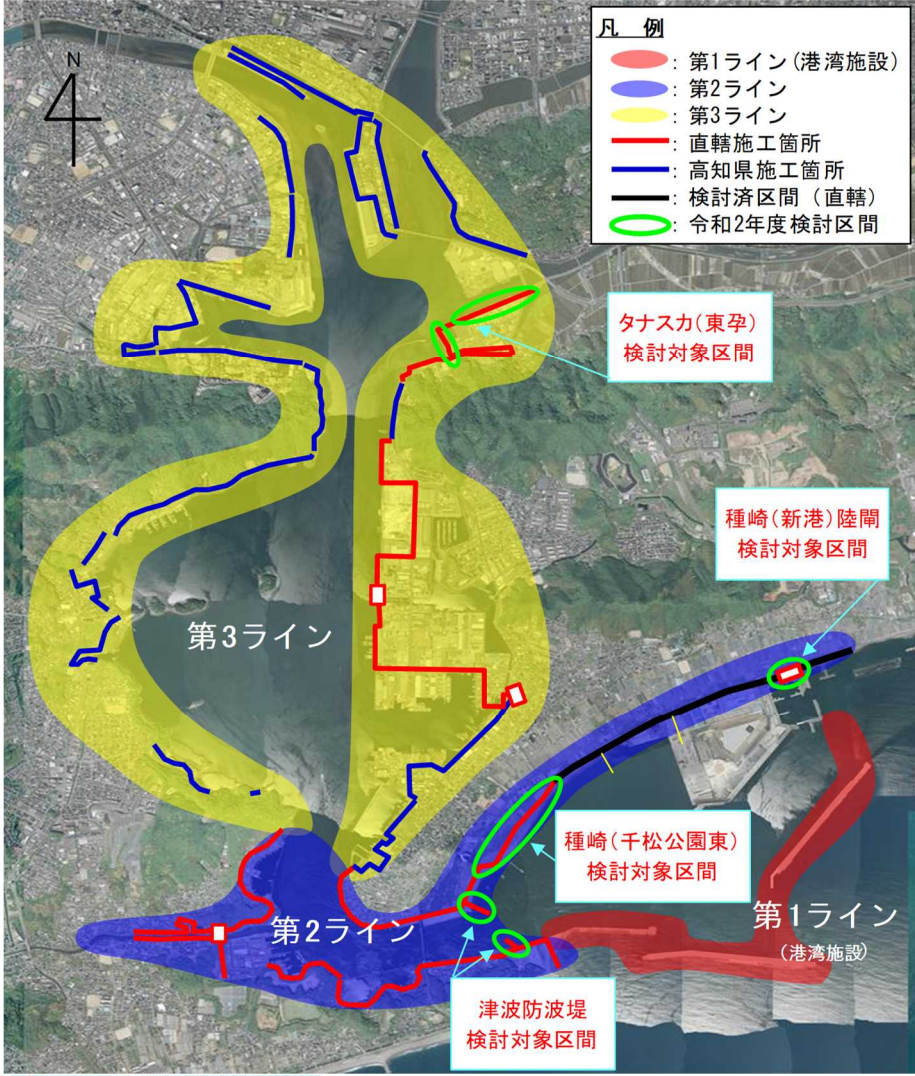 N
凡 例
: 第1ライン(港湾施設)
: 第2ライン
: 第3ライン
: 直轄施工箇所
: 高知県施工箇所
: 検討済区間（直轄）
: 令和2年度検討区間
タナスカ(東孕)
検討対象区間
種崎(新港)陸閘
検討対象区間
第3ライン
種崎(千松公園東)
検討対象区間
第2ライン
第1ライン
(港湾施設)
津波防波堤
検討対象区間